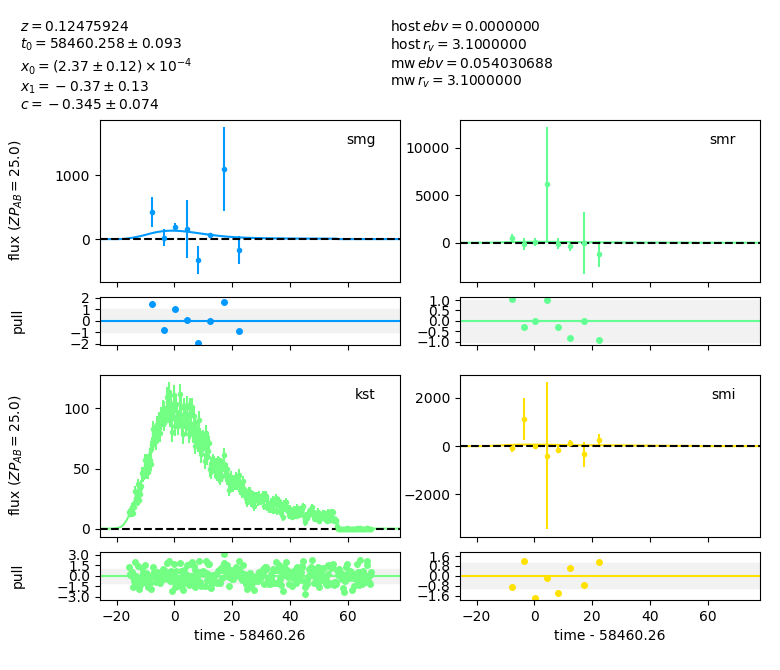 z = 0.12475924
t₀ = 58460.258 ± 0.093
x₀ = (2.37 ± 0.12) × 10⁻⁴
x₁ = −0.37 ± 0.13
c = −0.345 ± 0.074
host ebv = 0.0000000
host rᵥ = 3.1000000
mw ebv = 0.054030688
mw rᵥ = 3.1000000
smg
flux (ZP_AB = 25.0)
1000
0
smr
10000
5000
0
pull
2
1
0
−1
−2
1.0
0.5
0.0
−0.5
−1.0
kst
flux (ZP_AB = 25.0)
100
50
0
smi
2000
0
−2000
pull
3.0
1.5
0.0
−1.5
−3.0
−20 0 20 40 60
time - 58460.26
1.6
0.8
0.0
−0.8
−1.6
−20 0 20 40 60
time - 58460.26